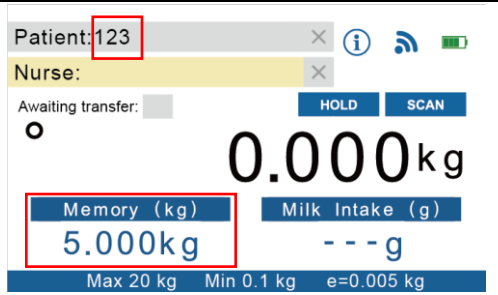 Patient:123
Nurse:
Awaiting transfer:
HOLD SCAN
0.000kg
Memory (kg) Milk Intake (g)
5.000kg ---g
Max 20 kg Min 0.1 kg e=0.005 kg